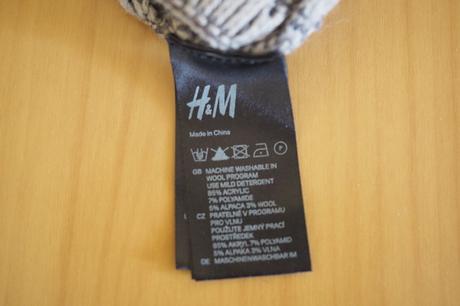 H&M
Made in China
GB MACHINE WASHABLE IN
WOOL PROGRAM
USE MILD DETERGENT
85% ACRYLIC
7% POLYAMIDE
5% ALPACA 3% WOOL
CZ PRATELNÉ V PROGRAMU
PRO VLNU
POUŽIJTE JEMNÝ PRACÍ
PROSTŘEDEK
85% AKRYL 7% POLYAMID
5% ALPAKA 3% VLNA
DE MASCHINENWASCHBAR IM